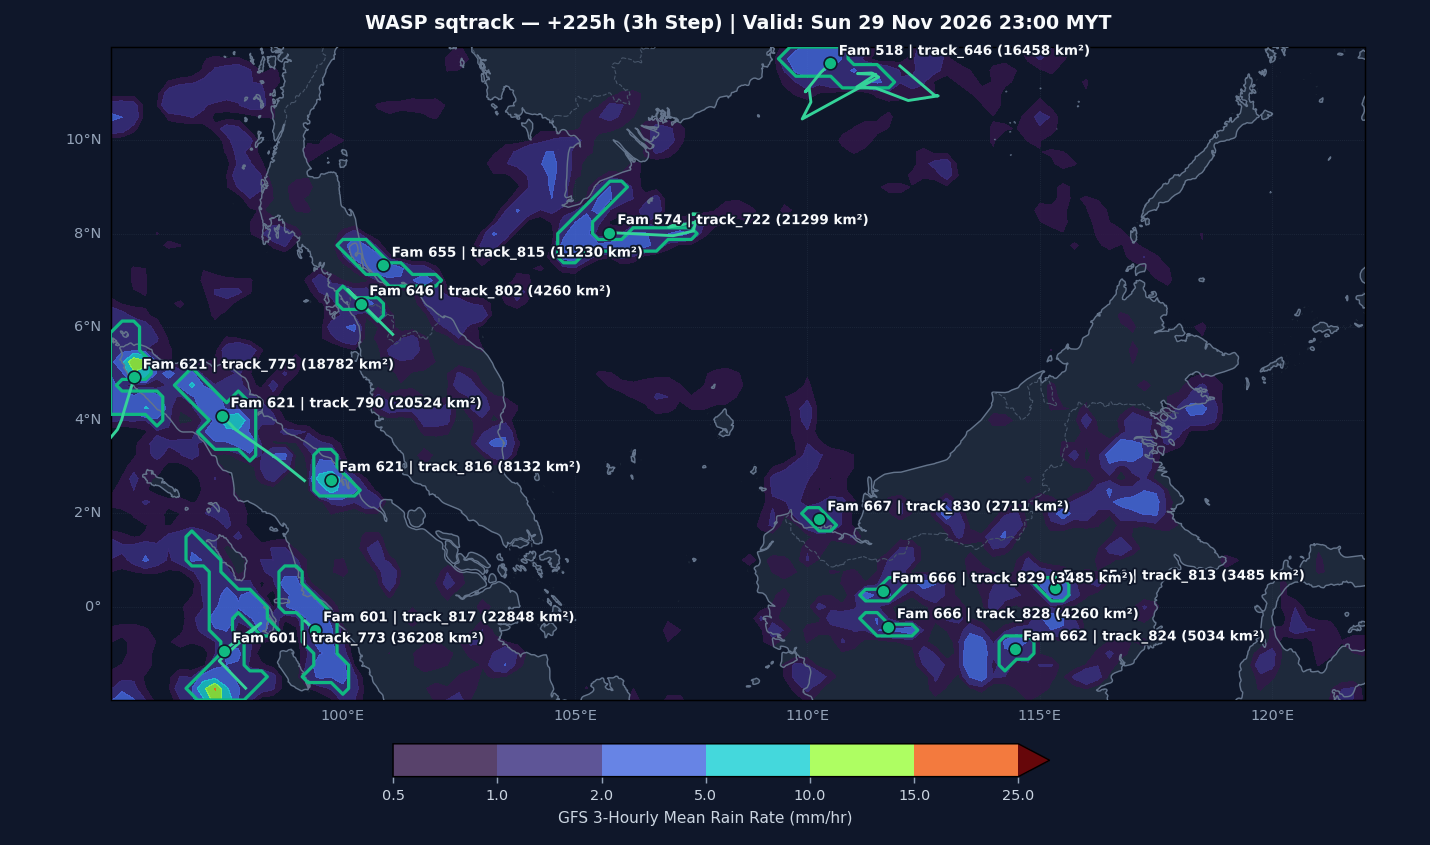 WASP sqtrack — +225h (3h Step) | Valid: Sun 29 Nov 2026 23:00 MYT
Fam 518 | track_646 (16458 km²)
10°N
Fam 574 | track_722 (21299 km²)
8°N
Fam 655 | track_815 (11230 km²)
Fam 646 | track_802 (4260 km²)
6°N
Fam 621 | track_775 (18782 km²)
Fam 621 | track_790 (20524 km²)
4°N
Fam 621 | track_816 (8132 km²)
Fam 667 | track_830 (2711 km²)
2°N
Fam 666 | track_829 (3485 km²)
| track_813 (3485 km²)
0°
Fam 666 | track_828 (4260 km²)
Fam 601 | track_817 (22848 km²)
Fam 601 | track_773 (36208 km²)
Fam 662 | track_824 (5034 km²)
100°E 105°E 110°E 115°E 120°E
0.5 1.0 2.0 5.0 10.0 15.0 25.0
GFS 3-Hourly Mean Rain Rate (mm/hr)